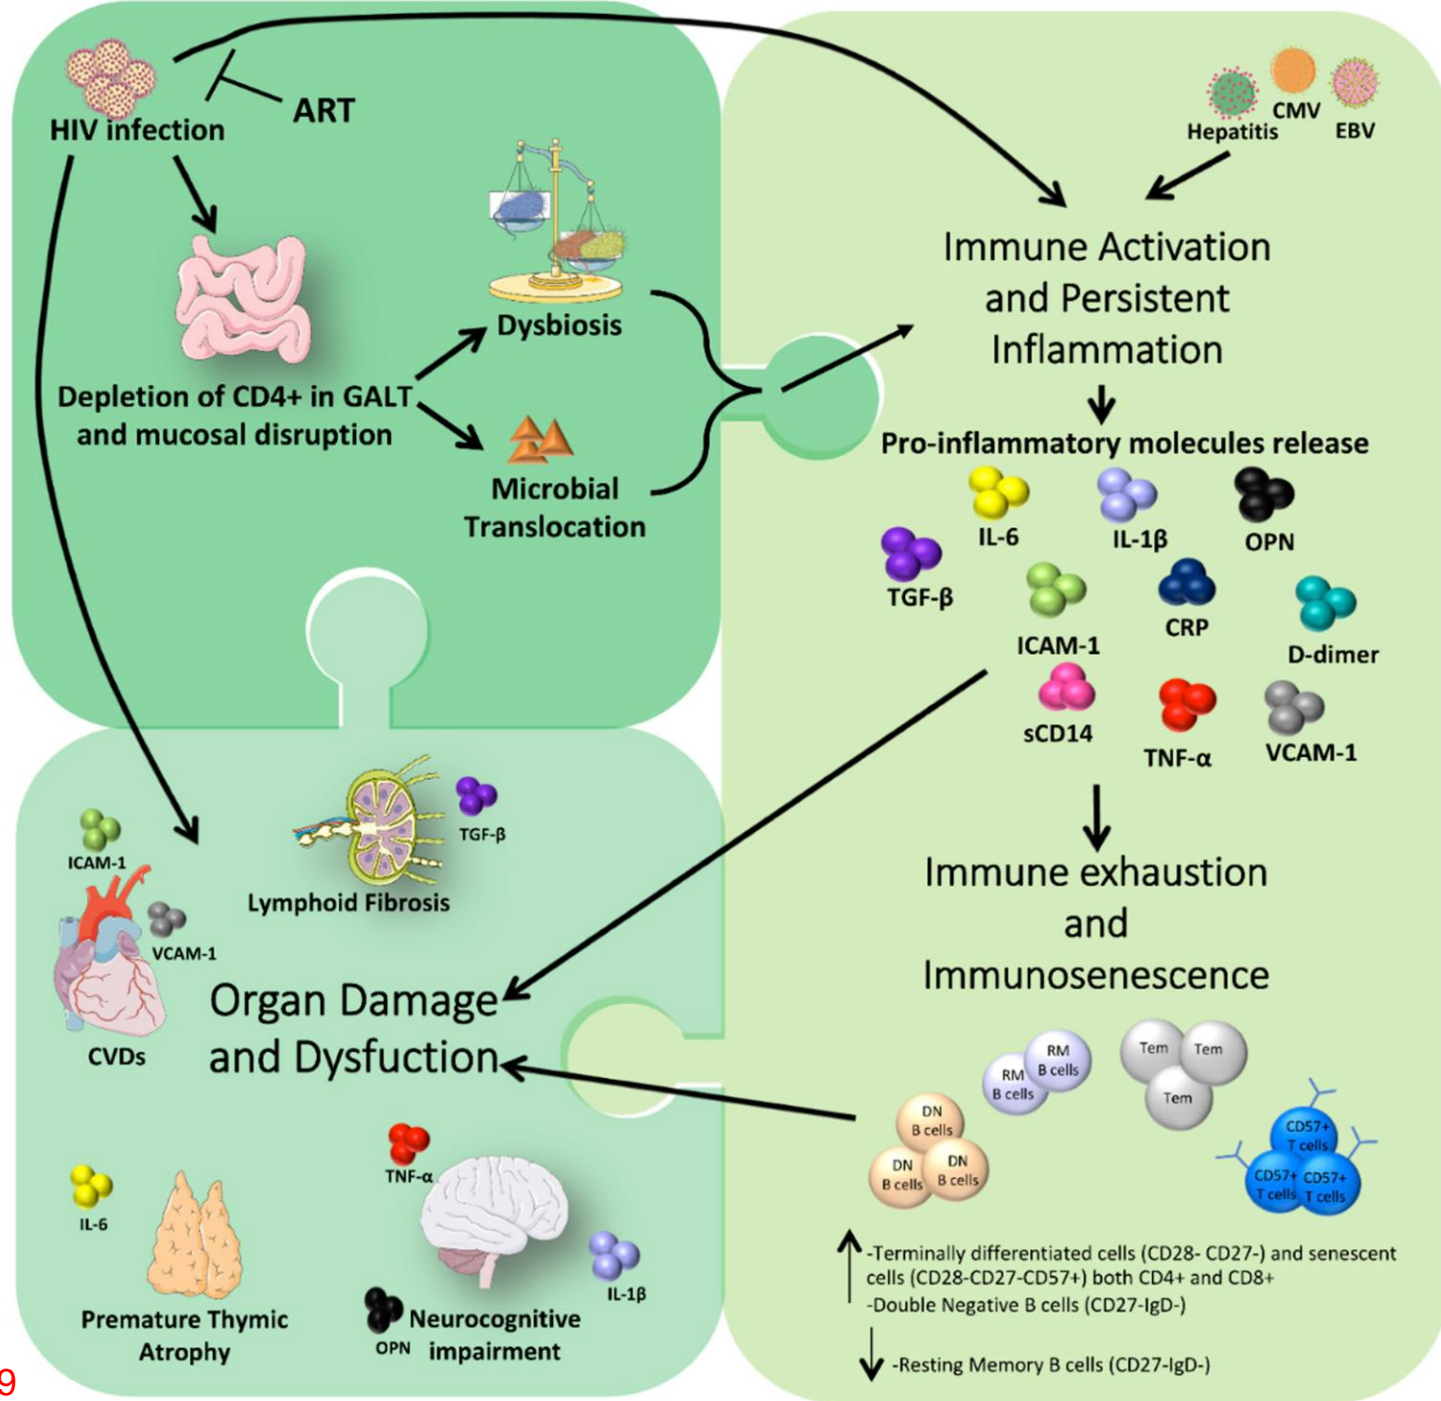 HIV infection
ART
Dysbiosis
Depletion of CD4+ in GALT
and mucosal disruption
Microbial
Translocation
Hepatitis
CMV
EBV
Immune Activation
and Persistent
Inflammation
Pro-inflammatory molecules release
IL-6
IL-1β
OPN
TGF-β
ICAM-1
CRP
D-dimer
sCD14
TNF-α
VCAM-1
Immune exhaustion
and
Immunosenescence
RM
B cells
RM
B cells
Tem
Tem
Tem
DN
B cells
DN
B cells
DN
B cells
CD57+
T cells
CD57+
T cells
CD57+
T cells
-Terminally differentiated cells (CD28- CD27-) and senescent
cells (CD28-CD27-CD57+) both CD4+ and CD8+
-Double Negative B cells (CD27-IgD-)
-Resting Memory B cells (CD27-IgD-)
ICAM-1
VCAM-1
CVDs
TGF-β
Lymphoid Fibrosis
Organ Damage
and Dysfuction
IL-6
Premature Thymic
Atrophy
TNF-α
IL-1β
OPN
Neurocognitive
impairment
9